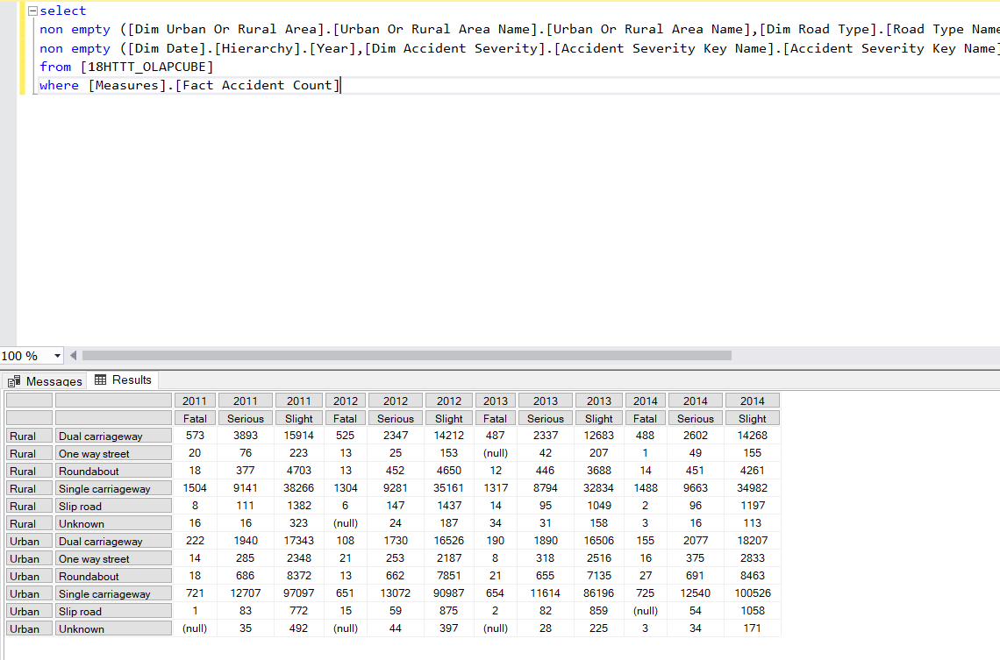 select
non empty ([Dim Urban Or Rural Area].[Urban Or Rural Area Name].[Urban Or Rural Area Name],[Dim Road Type].[Road Type Name
non empty ([Dim Date].[Hierarchy].[Year],[Dim Accident Severity].[Accident Severity Key Name].[Accident Severity Key Name]
from [18HTTT_OLAPCUBE]
where [Measures].[Fact Accident Count]
100 %
Messages Results
2011 2011 2011 2012 2012 2012 2013 2013 2013 2014 2014 2014
Fatal Serious Slight Fatal Serious Slight Fatal Serious Slight Fatal Serious Slight
Rural Dual carriageway 573 3893 15914 525 2347 14212 487 2337 12683 488 2602 14268
Rural One way street 20 76 223 13 25 153 (null) 42 207 1 49 155
Rural Roundabout 18 377 4703 13 452 4650 12 446 3688 14 451 4261
Rural Single carriageway 1504 9141 38266 1304 9281 35161 1317 8794 32834 1488 9663 34982
Rural Slip road 8 111 1382 6 147 1437 14 95 1049 2 96 1197
Rural Unknown 16 16 323 (null) 24 187 34 31 158 3 16 113
Urban Dual carriageway 222 1940 17343 108 1730 16526 190 1890 16506 155 2077 18207
Urban One way street 14 285 2348 21 253 2187 8 318 2516 16 375 2833
Urban Roundabout 18 686 8372 13 662 7851 21 655 7135 27 691 8463
Urban Single carriageway 721 12707 97097 651 13072 90987 654 11614 86196 725 12540 100526
Urban Slip road 1 83 772 15 59 875 2 82 859 (null) 54 1058
Urban Unknown (null) 35 492 (null) 44 397 (null) 28 225 3 34 171